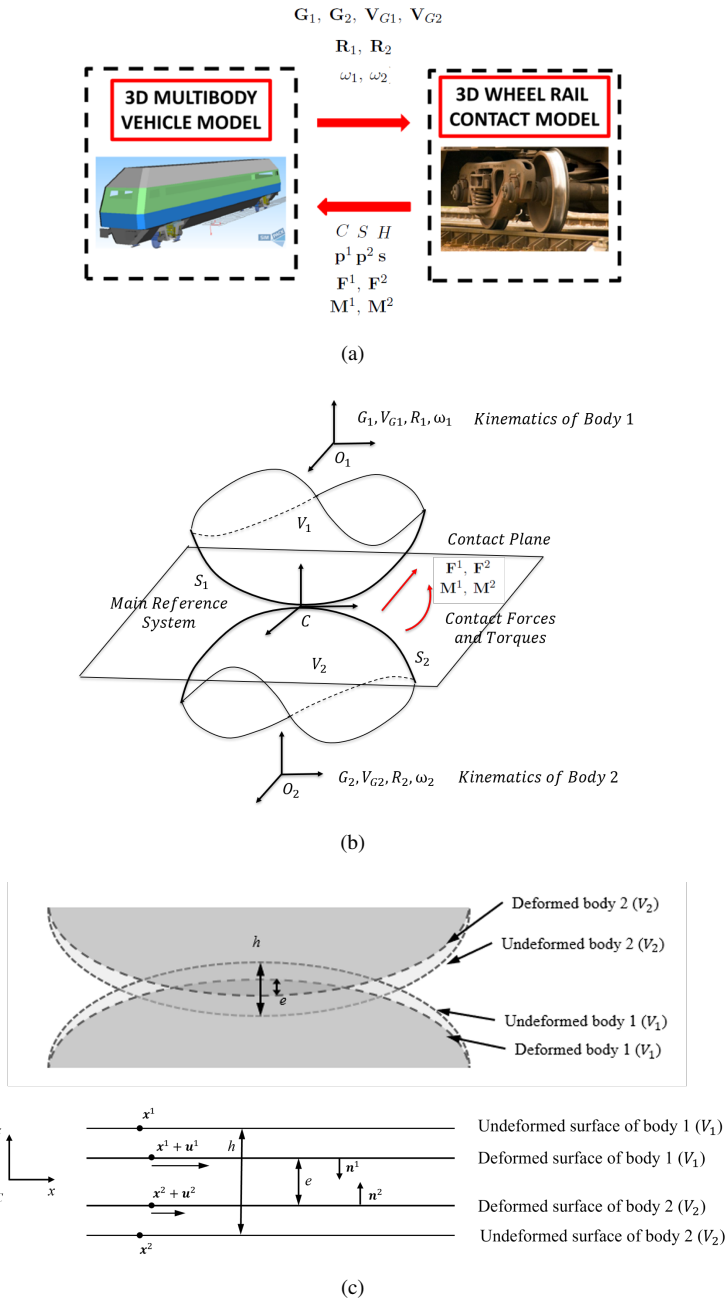 G₁, G₂, V_G1, V_G2
R₁, R₂
ω₁, ω₂
3D MULTIBODY
VEHICLE MODEL
3D WHEEL RAIL
CONTACT MODEL
C S H
p¹ p² s
F¹, F²
M¹, M²
(a)
G₁, V_G1, R₁, ω₁ Kinematics of Body 1
O₁
V₁
Contact Plane
S₁
F¹, F²
M¹, M²
Main Reference
System
C
Contact Forces
and Torques
V₂
S₂
O₂
G₂, V_G2, R₂, ω₂ Kinematics of Body 2
(b)
Deformed body 2 (V₂)
h
Undeformed body 2 (V₂)
e
Undeformed body 1 (V₁)
Deformed body 1 (V₁)
x¹
Undeformed surface of body 1 (V₁)
x¹ + u¹
h
n¹
Deformed surface of body 1 (V₁)
x
e
x² + u²
n²
Deformed surface of body 2 (V₂)
x²
Undeformed surface of body 2 (V₂)
(c)